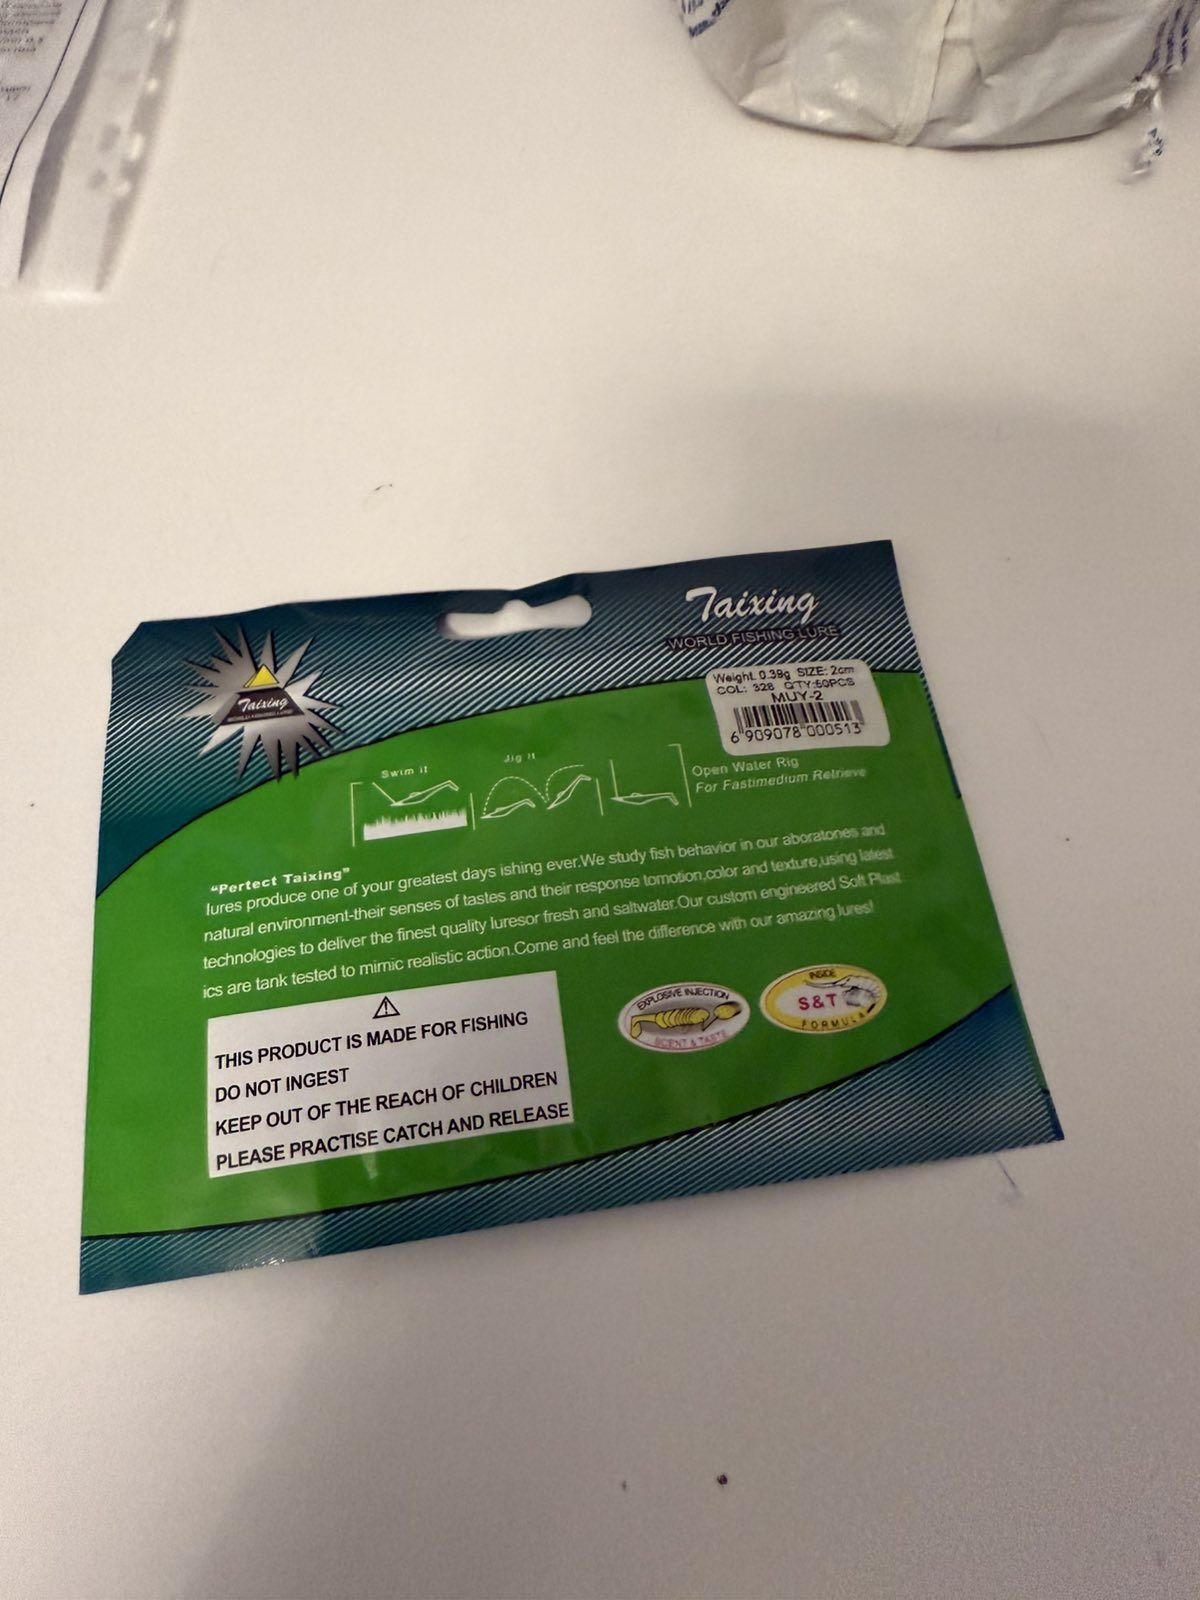 Taixing
WORLD FISHING LURE
Taixing
Weight. 0.39g SIZE: 2cm
COL: 328 QTY:50PCS
MUY-2
6 909078 000513
Swim it
Jig it
Open Water Rig
For Fastimedium Retrieve
"Pertect Taixing"
lures produce one of your greatest days ishing ever.We study fish behavior in our aboratones and
natural environment-their senses of tastes and their response tomotion,color and texture,using latest
technologies to deliver the finest quality luresor fresh and saltwater.Our custom engineered Soft Plast
ics are tank tested to mimic realistic action.Come and feel the difference with our amazing lures!
THIS PRODUCT IS MADE FOR FISHING
DO NOT INGEST
KEEP OUT OF THE REACH OF CHILDREN
PLEASE PRACTISE CATCH AND RELEASE
EXPLOSIVE INJECTION
SCENT & TASTE
INSIDE
S&T
FORMULA